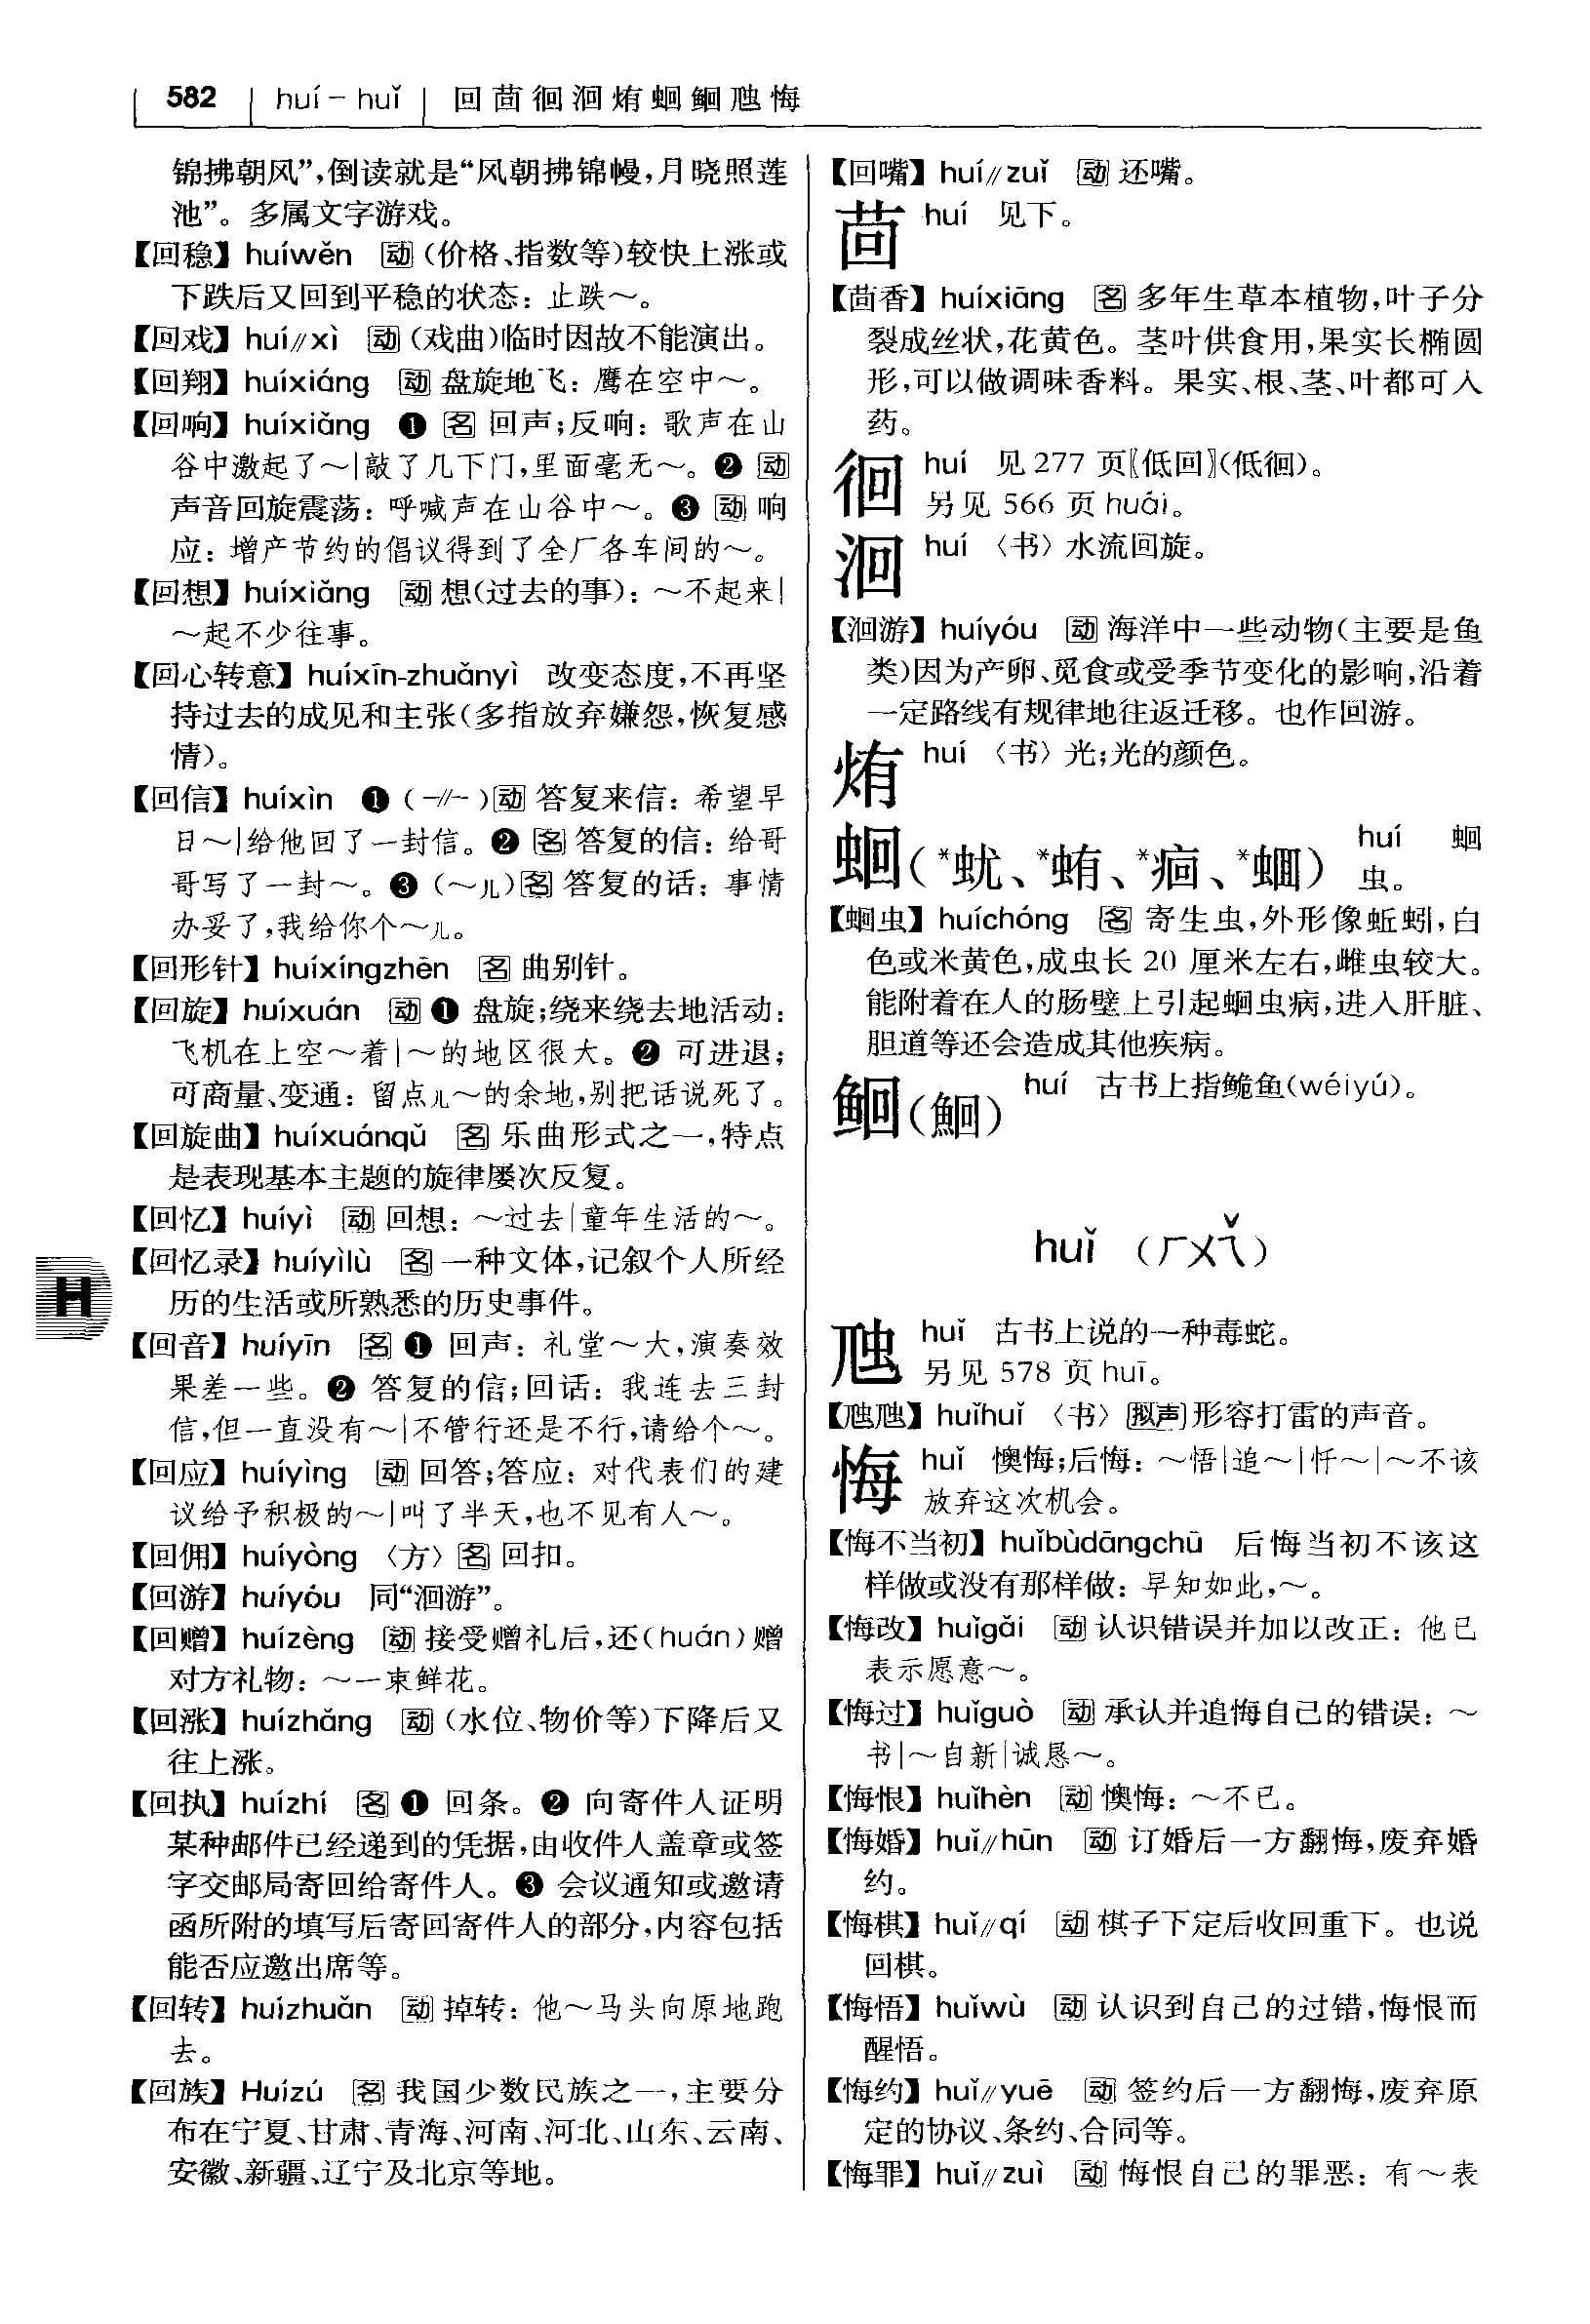 582 huí－huǐ 回茴徊洄烠蛔鮰虺悔
锦拂朝风”，倒读就是“风朝拂锦幔，月晓照莲
池”。多属文字游戏。
【回稳】huíwěn 动（价格、指数等）较快上涨或
下跌后又回到平稳的状态：止跌～。
【回戏】huí∥xì 动（戏曲）临时因故不能演出。
【回翔】huíxiáng 动 盘旋地飞：鹰在空中～。
【回响】huíxiǎng ❶ 名 回声；反响：歌声在山
谷中激起了～｜敲了几下门，里面毫无～。❷ 动
声音回旋震荡：呼喊声在山谷中～。❸ 动 响
应：增产节约的倡议得到了全厂各车间的～。
【回想】huíxiǎng 动 想（过去的事）：～不起来｜
～起不少往事。
【回心转意】huíxīn-zhuǎnyì 改变态度，不再坚
持过去的成见和主张（多指放弃嫌怨，恢复感
情）。
【回信】huíxìn ❶（-∥-）动 答复来信：希望早
日～｜给他回了一封信。❷ 名 答复的信：给哥
哥写了一封～。❸（～儿）名 答复的话：事情
办妥了，我给你个～儿。
【回形针】huíxíngzhēn 名 曲别针。
【回旋】huíxuán 动 ❶ 盘旋；绕来绕去地活动：
飞机在上空～着｜～的地区很大。❷ 可进退；
可商量、变通：留点儿～的余地，别把话说死了。
【回旋曲】huíxuánqǔ 名 乐曲形式之一，特点
是表现基本主题的旋律屡次反复。
【回忆】huíyì 动 回想：～过去｜童年生活的～。
【回忆录】huíyìlù 名 一种文体，记叙个人所经
历的生活或所熟悉的历史事件。
【回音】huíyīn 名 ❶ 回声：礼堂～大，演奏效
果差一些。❷ 答复的信；回话：我连去三封
信，但一直没有～｜不管行还是不行，请给个～。
【回应】huíyìng 动 回答；答应：对代表们的建
议给予积极的～｜叫了半天，也不见有人～。
【回佣】huíyòng 〈方〉名 回扣。
【回游】huíyóu 同“洄游”。
【回赠】huízèng 动 接受赠礼后，还（huán）赠
对方礼物：～一束鲜花。
【回涨】huízhǎng 动（水位、物价等）下降后又
往上涨。
【回执】huízhí 名 ❶ 回条。❷ 向寄件人证明
某种邮件已经递到的凭据，由收件人盖章或签
字交邮局寄回给寄件人。❸ 会议通知或邀请
函所附的填写后寄回寄件人的部分，内容包括
能否应邀出席等。
【回转】huízhuǎn 动 掉转：他～马头向原地跑
去。
【回族】Huízú 名 我国少数民族之一，主要分
布在宁夏、甘肃、青海、河南、河北、山东、云南、
安徽、新疆、辽宁及北京等地。
H
【回嘴】huí∥zuǐ 动 还嘴。
茴 huí 见下。
【茴香】huíxiāng 名 多年生草本植物，叶子分
裂成丝状，花黄色。茎叶供食用，果实长椭圆
形，可以做调味香料。果实、根、茎、叶都可入
药。
徊 huí 见 277 页〖低回〗（低徊）。
另见 566 页 huái。
洄 huí 〈书〉水流回旋。
【洄游】huíyóu 动 海洋中一些动物（主要是鱼
类）因为产卵、觅食或受季节变化的影响，沿着
一定路线有规律地往返迁移。也作回游。
烠 huí 〈书〉光；光的颜色。
蛔（*蚘、*蛕、*痐、*蜖） huí 蛔
虫。
【蛔虫】huíchóng 名 寄生虫，外形像蚯蚓，白
色或米黄色，成虫长 20 厘米左右，雌虫较大。
能附着在人的肠壁上引起蛔虫病，进入肝脏、
胆道等还会造成其他疾病。
鮰（鮰） huí 古书上指鮠鱼（wéiyú）。
huǐ （ㄏㄨㄟˇ）
虺 huǐ 古书上说的一种毒蛇。
另见 578 页 huī。
【虺虺】huǐhuǐ 〈书〉拟声 形容打雷的声音。
悔 huǐ 懊悔；后悔：～悟｜追～｜忏～｜～不该
放弃这次机会。
【悔不当初】huǐbùdāngchū 后悔当初不该这
样做或没有那样做：早知如此，～。
【悔改】huǐgǎi 动 认识错误并加以改正：他已
表示愿意～。
【悔过】huǐguò 动 承认并追悔自己的错误：～
书｜～自新｜诚恳～。
【悔恨】huǐhèn 动 懊悔：～不已。
【悔婚】huǐ∥hūn 动 订婚后一方翻悔，废弃婚
约。
【悔棋】huǐ∥qí 动 棋子下定后收回重下。也说
回棋。
【悔悟】huǐwù 动 认识到自己的过错，悔恨而
醒悟。
【悔约】huǐ∥yuē 动 签约后一方翻悔，废弃原
定的协议、条约、合同等。
【悔罪】huǐ∥zuì 动 悔恨自己的罪恶：有～表